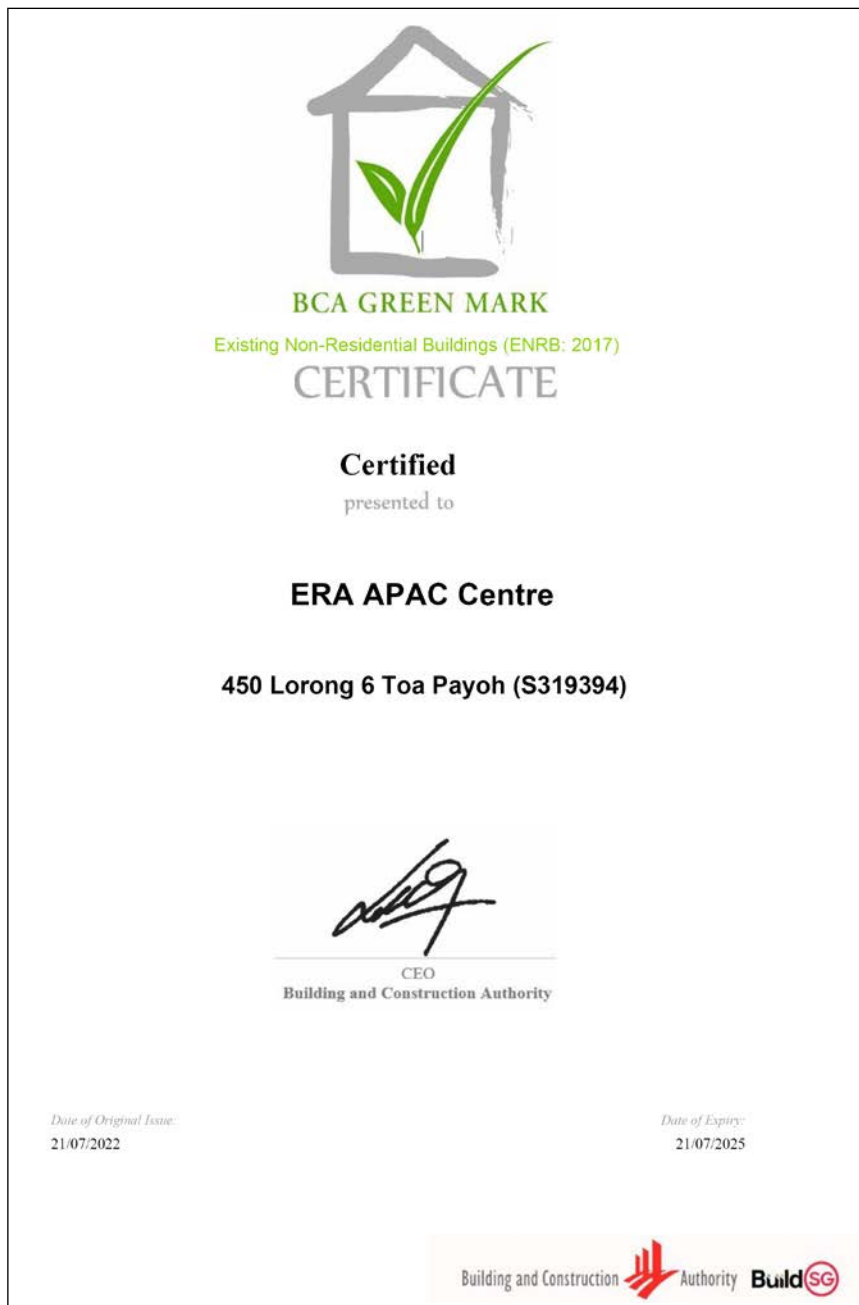 BCA GREEN MARK
Existing Non-Residential Buildings (ENRB: 2017)
CERTIFICATE
Certified
presented to
ERA APAC Centre
450 Lorong 6 Toa Payoh (S319394)
CEO
Building and Construction Authority
Date of Original Issue:
21/07/2022
Date of Expiry:
21/07/2025
Building and Construction Authority BuildSG